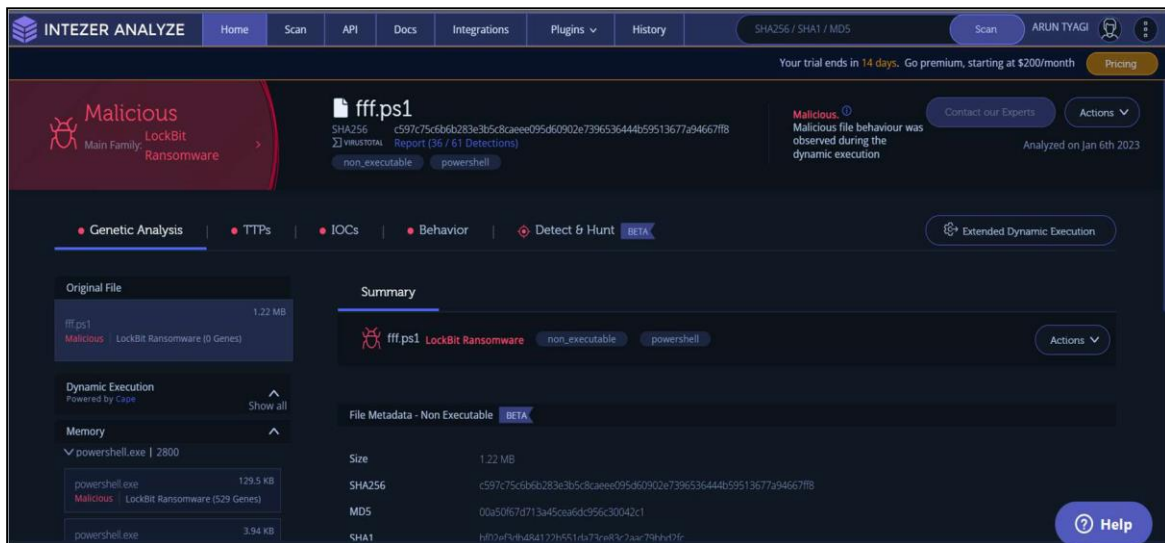 INTEZER ANALYZE Home Scan API Docs Integrations Plugins History SHA256 / SHA1 / MD5 Scan ARUN TYAGI
Your trial ends in 14 days. Go premium, starting at $200/month Pricing
Malicious
Main Family: LockBit Ransomware
fff.ps1
SHA256 c597c75c6b6b283e3b5c8caeee095d60902e7396536444b59513677a94667ff8
VIRUSTOTAL Report (36 / 61 Detections)
non_executable powershell
Malicious.
Malicious file behaviour was
observed during the
dynamic execution
Contact our Experts Actions
Analyzed on Jan 6th 2023
Genetic Analysis TTPs IOCs Behavior Detect & Hunt BETA Extended Dynamic Execution
Original File
1.22 MB
fff.ps1
Malicious LockBit Ransomware (0 Genes)
Dynamic Execution
Powered by Cape
Show all
Memory
powershell.exe | 2800
powershell.exe 129.5 KB
Malicious LockBit Ransomware (529 Genes)
powershell.exe 3.94 KB
Summary
fff.ps1 LockBit Ransomware non_executable powershell Actions
File Metadata - Non Executable BETA
Size 1.22 MB
SHA256 c597c75c6b6b283e3b5c8caeee095d60902e7396536444b59513677a94667ff8
MD5 00a50f67d713a45cea6dc956c30042c1
SHA1
Help